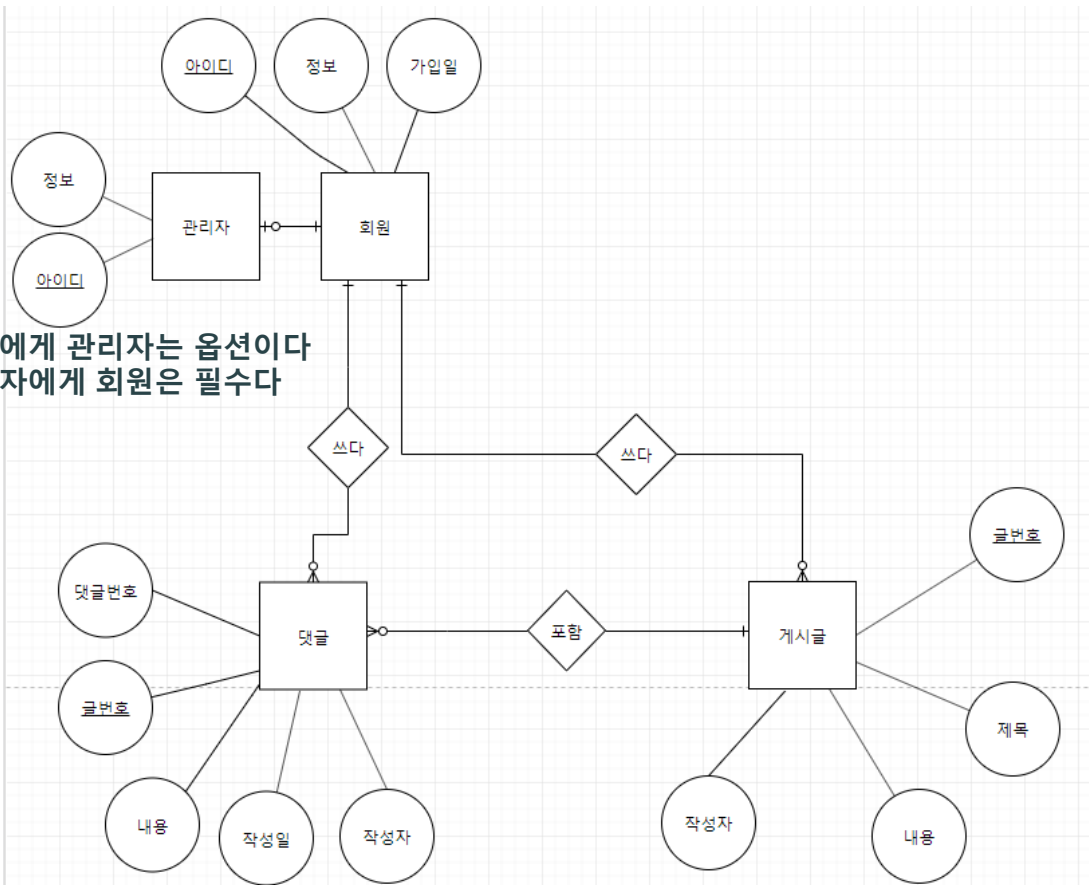 아이디
정보
가입일
정보
관리자
회원
아이디
에게 관리자는 옵션이다
자에게 회원은 필수다
쓰다
쓰다
글번호
댓글번호
댓글
포함
게시글
글번호
제목
내용
작성일
작성자
작성자
내용